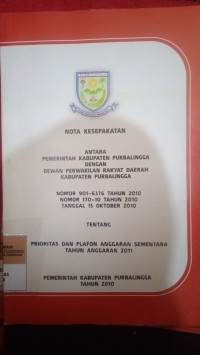 NOTA KESEPAKATAN
ANTARA
PEMERINTAH KABUPATEN PURBALINGGA
DENGAN
DEWAN PERWAKILAN RAKYAT DAERAH
KABUPATEN PURBALINGGA
NOMOR 901-6376 TAHUN 2010
NOMOR 170-10 TAHUN 2010
TANGGAL 15 OKTOBER 2010
TENTANG
PRIORITAS DAN PLAFON ANGGARAN SEMENTARA
TAHUN ANGGARAN 2011
PEMERINTAH KABUPATEN PURBALINGGA
TAHUN 2010